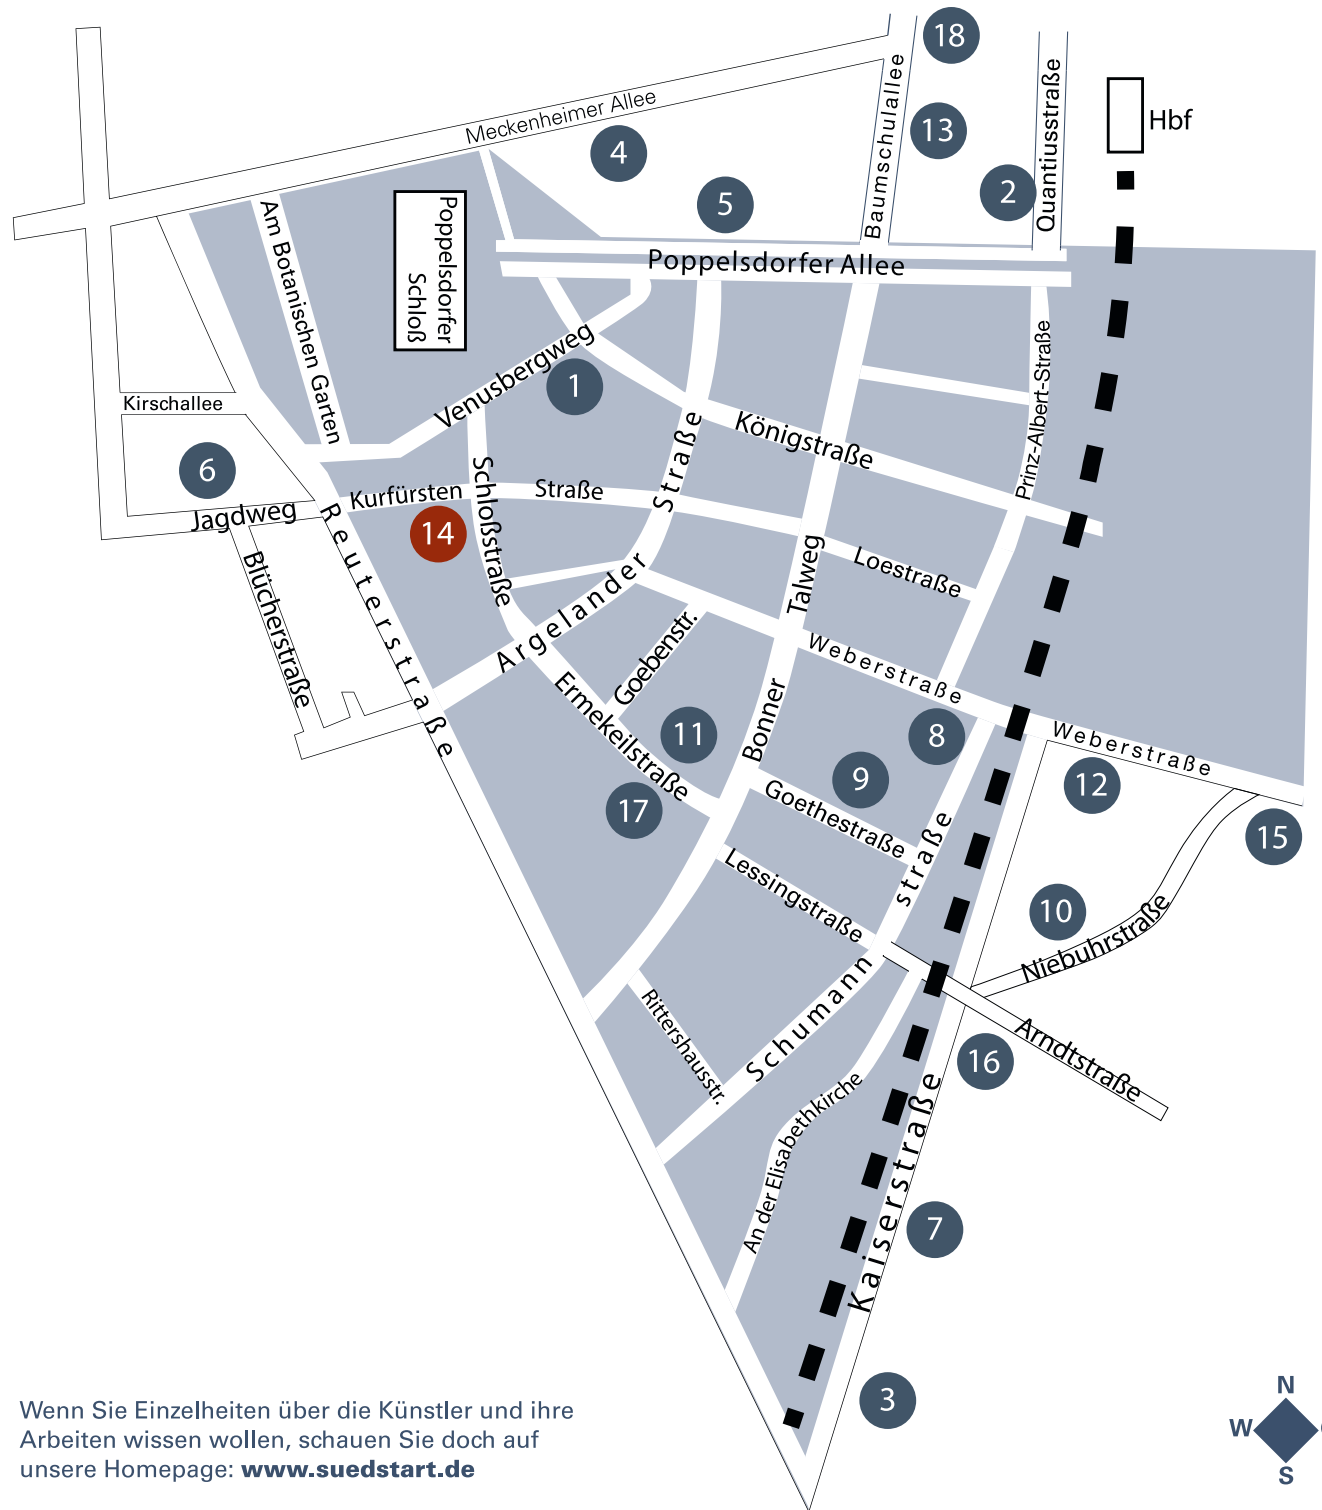 18
Meckenheimer Allee
Baumschulallee
13
Quantiusstraße
Hbf
4
5
2
Am Botanischen Garten
Poppelsdorfer
Schloß
Poppelsdorfer Allee
Venusbergweg
1
Prinz-Albert-Straße
Kirschallee
Königstraße
6
Straße
Schloßstraße
Kurfürsten
Straße
Jagdweg
14
Reuterstraße
Blücherstraße
Talweg
Loestraße
Argelander
Goebenstr.
Weberstraße
Ermekeilstraße
Bonner
11
8
Weberstraße
9
12
Goethestraße
17
15
straße
Lessingstraße
10
Niebuhrstraße
Schumann
Rittershausstr.
Arndtstraße
16
An der Elisabethkirche
Kaiserstraße
7
3
N
W
S
Wenn Sie Einzelheiten über die Künstler und ihre
Arbeiten wissen wollen, schauen Sie doch auf
unsere Homepage: www.suedstart.de